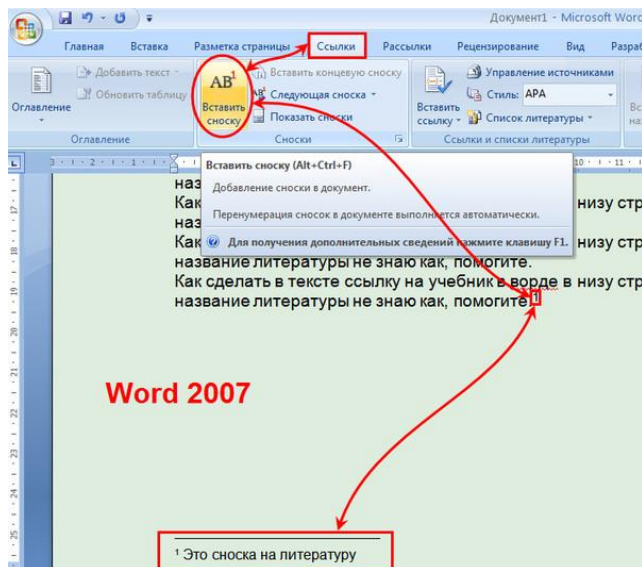 Документ1 - Microsoft Word
Главная Вставка Разметка страницы Ссылки Рассылки Рецензирование Вид
Добавить текст
Обновить таблицу
Оглавление
Оглавление
AB1
Вставить сноску
Вставить концевую сноску
AB1 Следующая сноска
Показать сноски
Сноски
Вставить ссылку
Управление источниками
Стиль: APA
Список литературы
Ссылки и списки литературы
Вставить сноску (Alt+Ctrl+F)
Добавление сноски в документ.
Перенумерация сносок в документе выполняется автоматически.
Для получения дополнительных сведений нажмите клавишу F1.
Как
низу
Как
низу
название литературы не знаю как, помогите.
Как сделать в тексте ссылку на учебник в ворде в низу
название литературы не знаю как, помогите.1
Word 2007
1 Это сноска на литературу